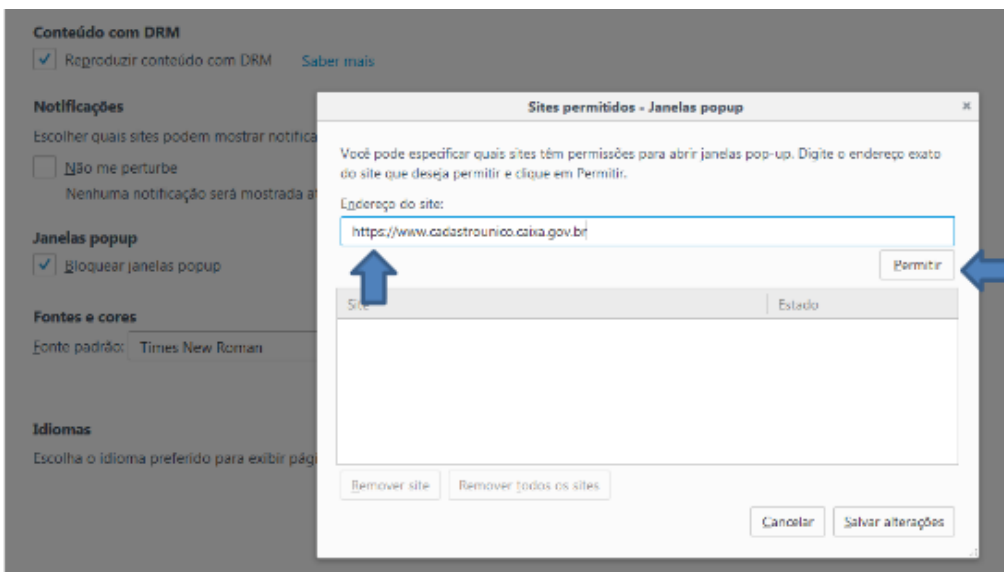 Conteúdo com DRM
Reproduzir conteúdo com DRM Saber mais
Notificações
Escolher quais sites podem mostrar notifica
Não me perturbe
Nenhuma notificação será mostrada a
Janelas popup
Bloquear janelas popup
Fontes e cores
Fonte padrão: Times New Roman
Idiomas
Escolha o idioma preferido para exibir pági
Sites permitidos - Janelas popup
Você pode especificar quais sites têm permissões para abrir janelas pop-up. Digite o endereço exato
do site que deseja permitir e clique em Permitir.
Endereço do site:
https://www.cadastrounico.caixa.gov.br
Permitir
Site Estado
Remover site Remover todos os sites
Cancelar Salvar alterações